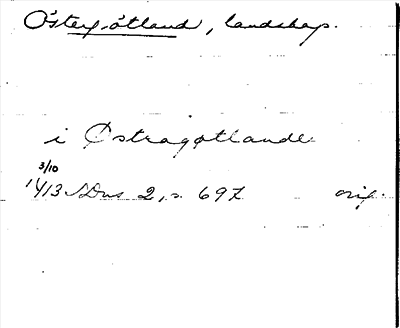 Östergötland, landskap.
i Østragøtlande
3/10
1413 SDns 2, s. 697 orig.